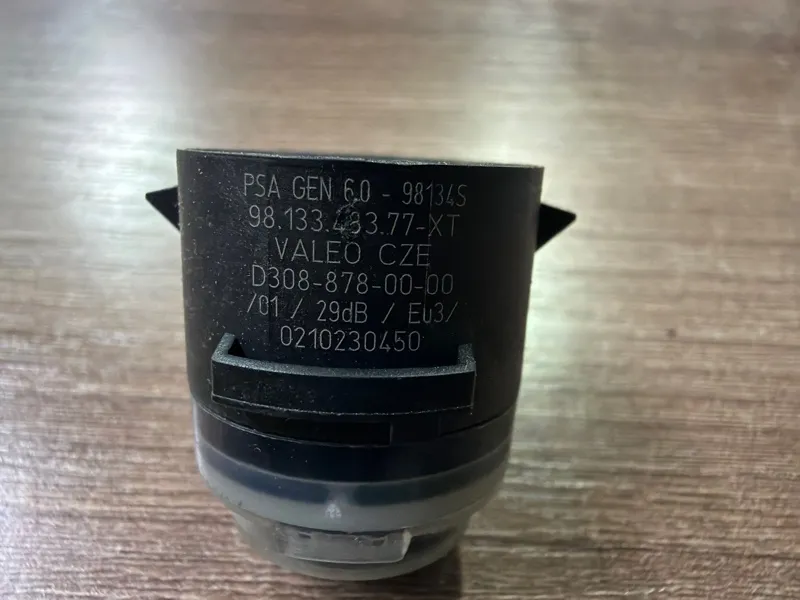 PSA GEN 6.0 - 98134S
98.133.483.77-XT
VALEO CZE
D308-878-00-00
/01 / 29dB / Eu3/
0210230450